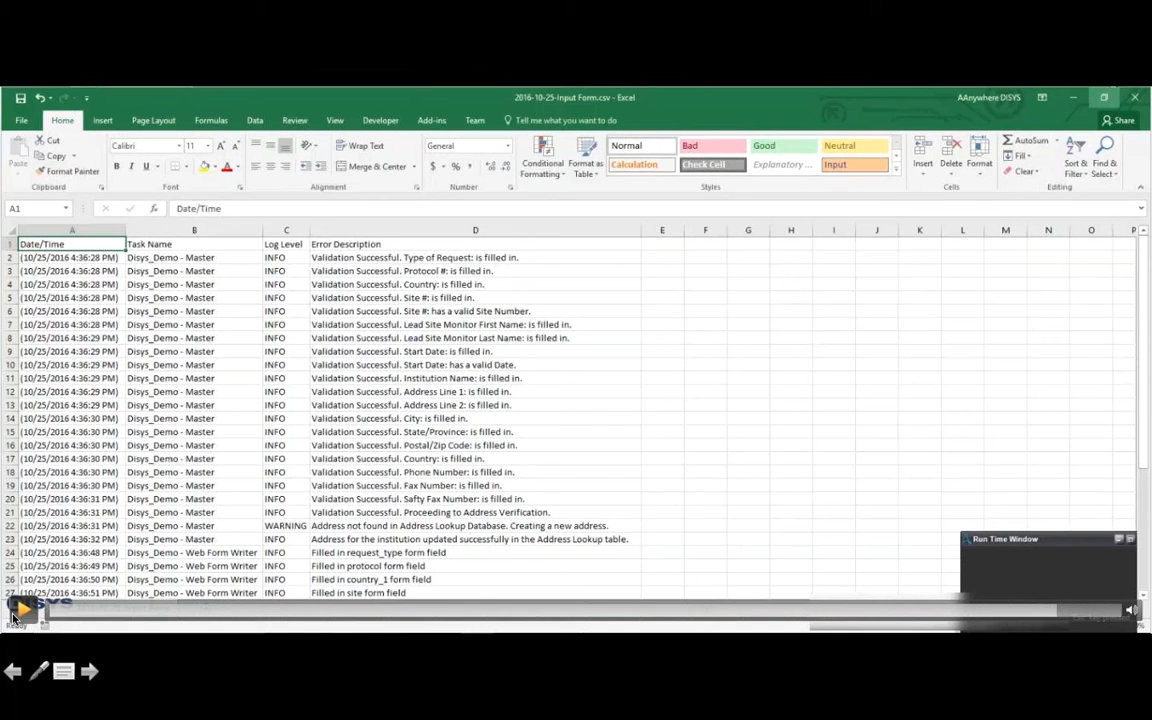 2016-10-25-Input Form.csv - Excel
AAnywhere DISYS
File Home Insert Page Layout Formulas Data Review View Developer Add-ins Team Tell me what you want to do
Share
Cut
Copy
Format Painter
Paste
Clipboard
Calibri 11
B I U
Font
Wrap Text
Merge & Center
Alignment
General
$ % ,
Number
Conditional Formatting
Format as Table
Normal Bad Good Neutral
Calculation Check Cell Explanatory ... Input
Styles
Insert Delete Format
Cells
AutoSum
Fill
Clear
Sort & Filter
Find & Select
Editing
A1 fx Date/Time
A B C D E F G H I J K L M N O P
1 Date/Time Task Name Log Level Error Description
2 (10/25/2016 4:36:28 PM) Disys_Demo - Master INFO Validation Successful. Type of Request: is filled in.
3 (10/25/2016 4:36:28 PM) Disys_Demo - Master INFO Validation Successful. Protocol #: is filled in.
4 (10/25/2016 4:36:28 PM) Disys_Demo - Master INFO Validation Successful. Country: is filled in.
5 (10/25/2016 4:36:28 PM) Disys_Demo - Master INFO Validation Successful. Site #: is filled in.
6 (10/25/2016 4:36:28 PM) Disys_Demo - Master INFO Validation Successful. Site #: has a valid Site Number.
7 (10/25/2016 4:36:28 PM) Disys_Demo - Master INFO Validation Successful. Lead Site Monitor First Name: is filled in.
8 (10/25/2016 4:36:29 PM) Disys_Demo - Master INFO Validation Successful. Lead Site Monitor Last Name: is filled in.
9 (10/25/2016 4:36:29 PM) Disys_Demo - Master INFO Validation Successful. Start Date: is filled in.
10 (10/25/2016 4:36:29 PM) Disys_Demo - Master INFO Validation Successful. Start Date: has a valid Date.
11 (10/25/2016 4:36:29 PM) Disys_Demo - Master INFO Validation Successful. Institution Name: is filled in.
12 (10/25/2016 4:36:29 PM) Disys_Demo - Master INFO Validation Successful. Address Line 1: is filled in.
13 (10/25/2016 4:36:29 PM) Disys_Demo - Master INFO Validation Successful. Address Line 2: is filled in.
14 (10/25/2016 4:36:30 PM) Disys_Demo - Master INFO Validation Successful. City: is filled in.
15 (10/25/2016 4:36:30 PM) Disys_Demo - Master INFO Validation Successful. State/Province: is filled in.
16 (10/25/2016 4:36:30 PM) Disys_Demo - Master INFO Validation Successful. Postal/Zip Code: is filled in.
17 (10/25/2016 4:36:30 PM) Disys_Demo - Master INFO Validation Successful. Country: is filled in.
18 (10/25/2016 4:36:30 PM) Disys_Demo - Master INFO Validation Successful. Phone Number: is filled in.
19 (10/25/2016 4:36:30 PM) Disys_Demo - Master INFO Validation Successful. Fax Number: is filled in.
20 (10/25/2016 4:36:31 PM) Disys_Demo - Master INFO Validation Successful. Safty Fax Number: is filled in.
21 (10/25/2016 4:36:31 PM) Disys_Demo - Master INFO Validation Successful. Proceeding to Address Verification.
22 (10/25/2016 4:36:31 PM) Disys_Demo - Master WARNING Address not found in Address Lookup Database. Creating a new address.
23 (10/25/2016 4:36:32 PM) Disys_Demo - Master INFO Address for the institution updated successfully in the Address Lookup table.
24 (10/25/2016 4:36:48 PM) Disys_Demo - Web Form Writer INFO Filled in request_type form field
25 (10/25/2016 4:36:49 PM) Disys_Demo - Web Form Writer INFO Filled in protocol form field
26 (10/25/2016 4:36:50 PM) Disys_Demo - Web Form Writer INFO Filled in country_1 form field
27 (10/25/2016 4:36:51 PM) Disys_Demo - Web Form Writer INFO Filled in site form field
Run Time Window
Ready